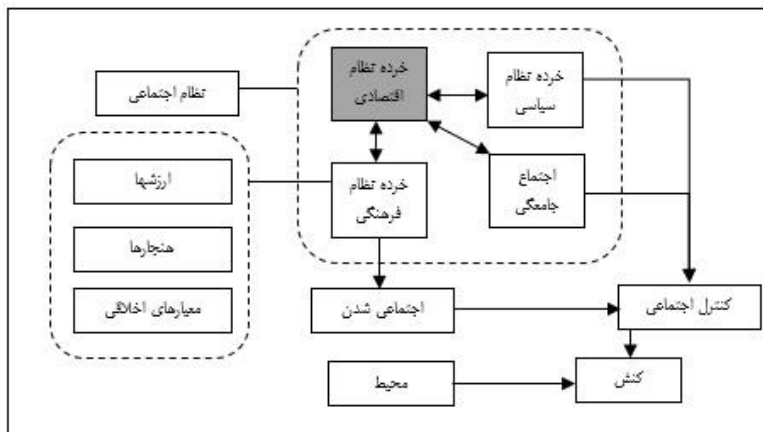 خرده نظام
اقتصادی
خرده نظام
سیاسی
نظام اجتماعی
ارزشها
خرده نظام
فرهنگی
اجتماع
جامعگی
هنجارها
معیارهای اخلاقی
اجتماعی شدن
کنترل اجتماعی
محیط
کنش